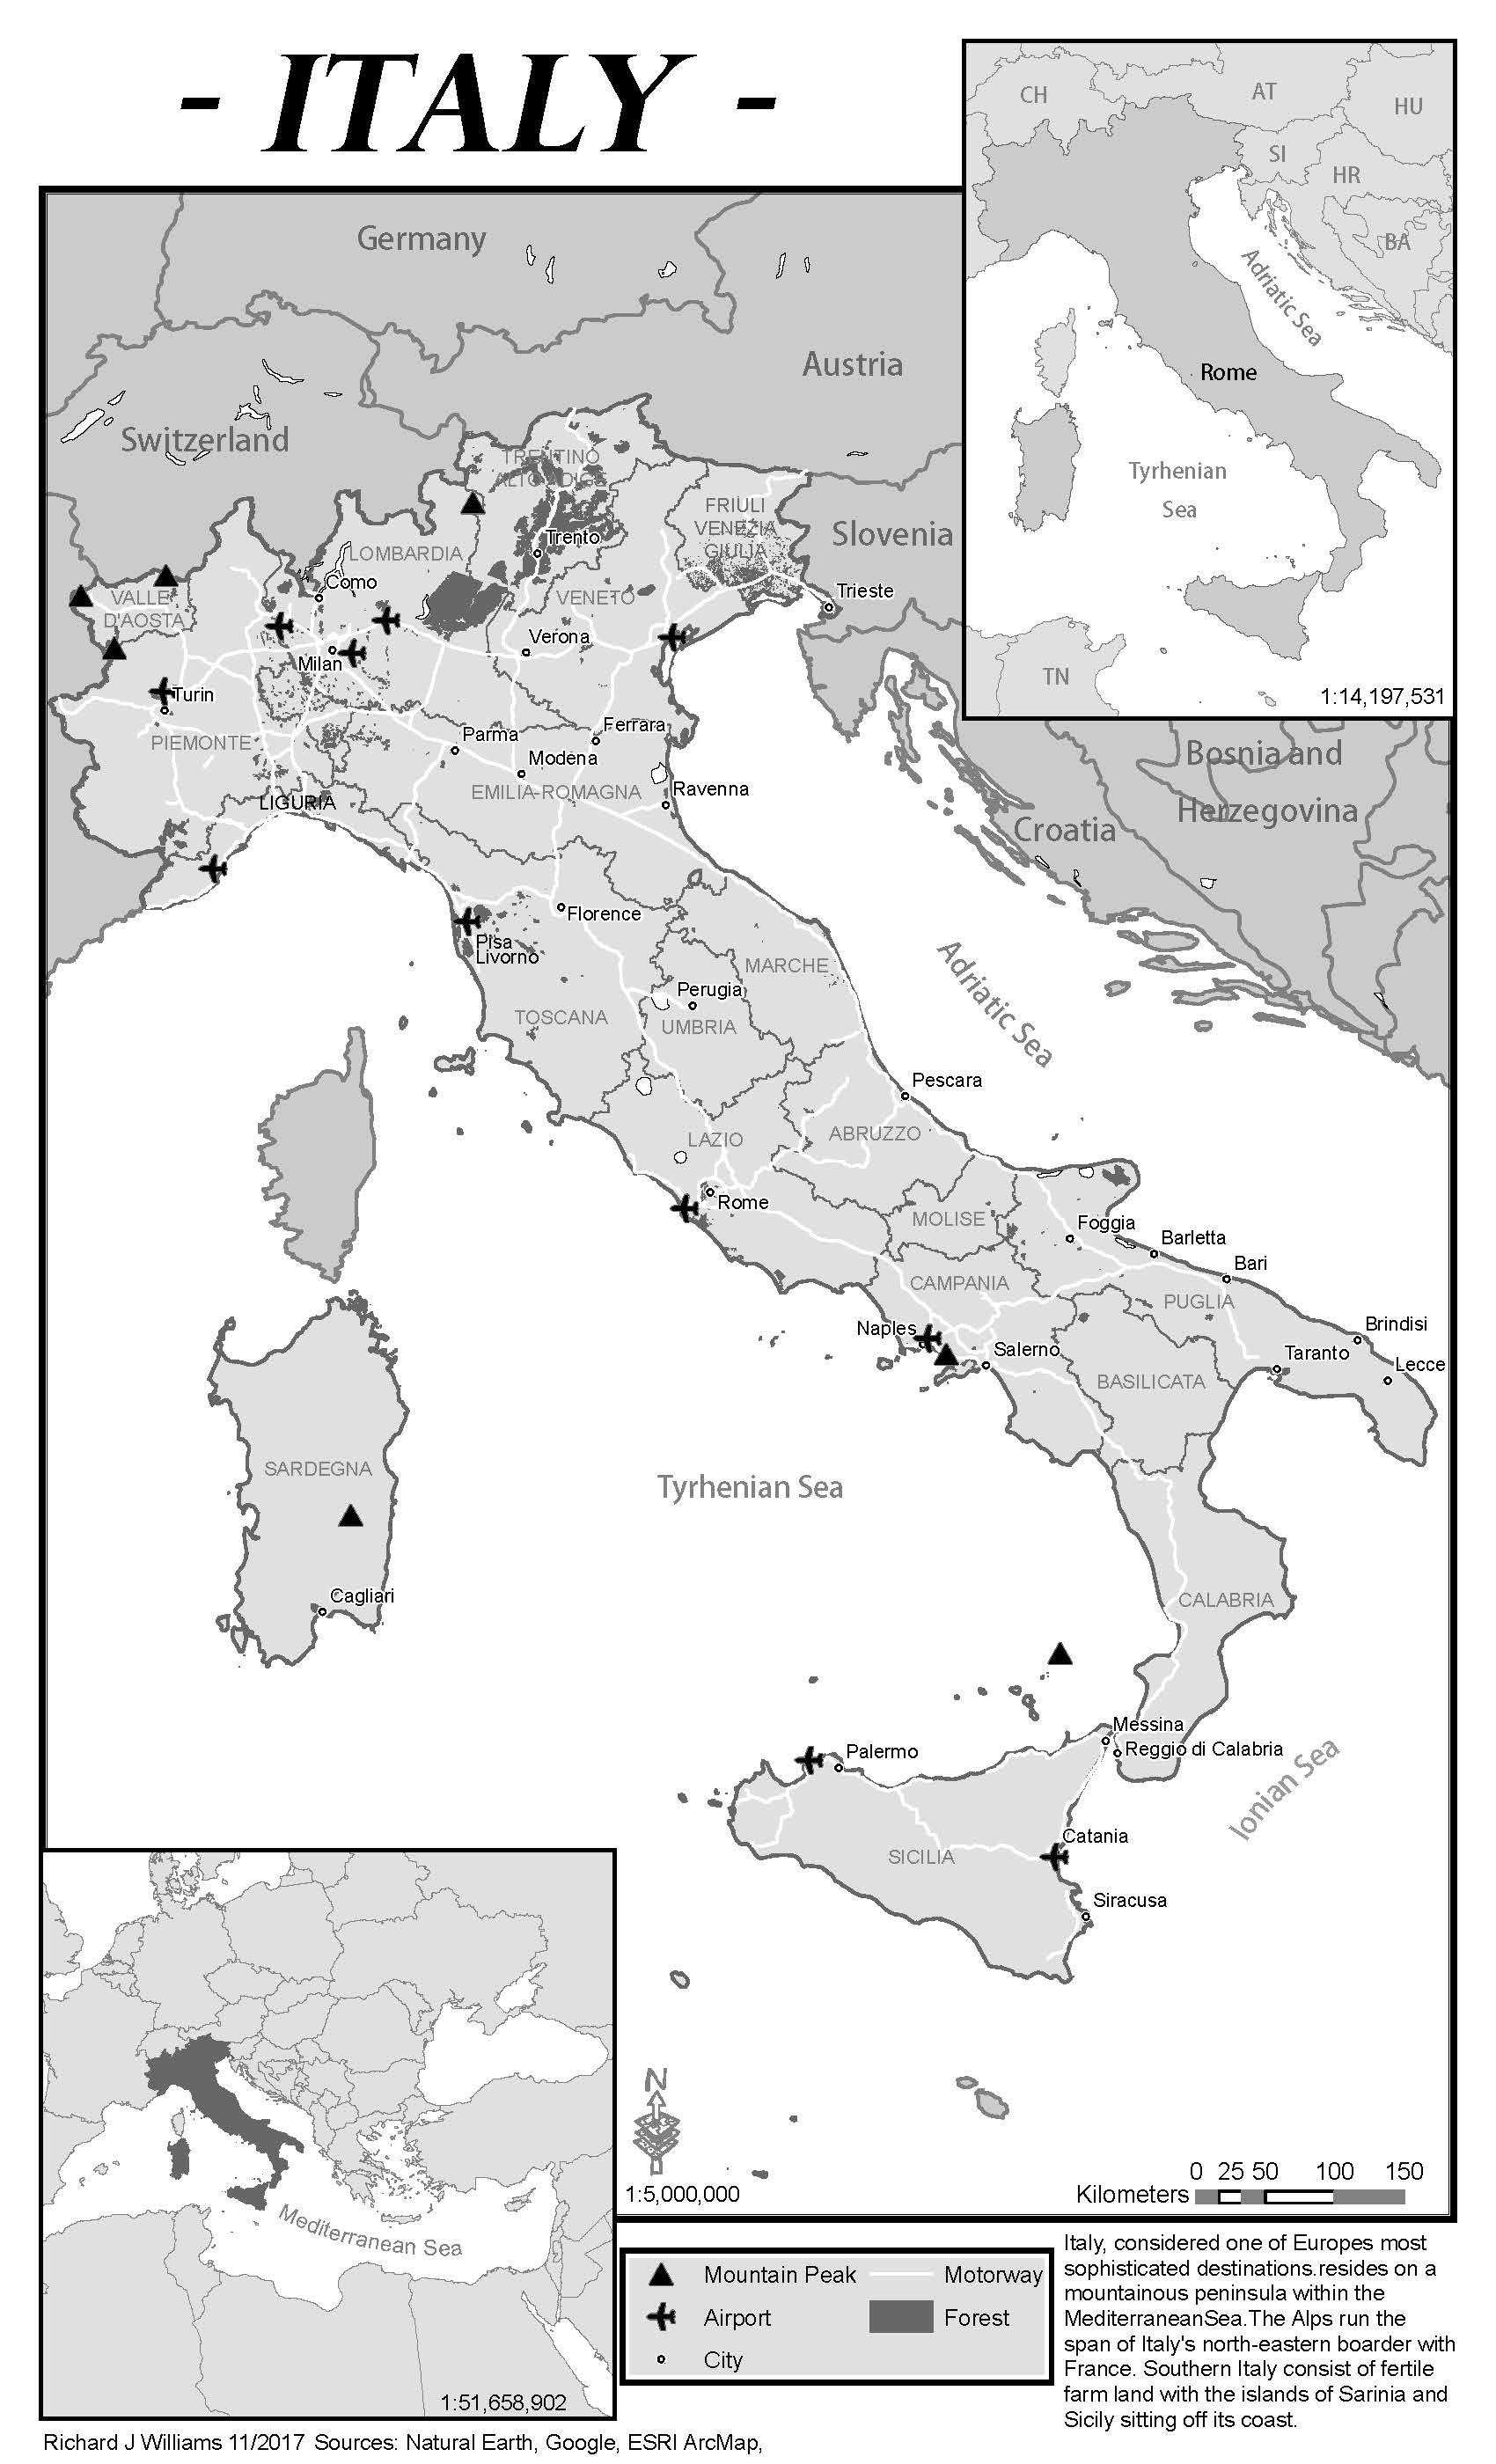 - ITALY -
CH
AT
HU
SI
HR
BA
Adriatic Sea
Rome
Tyrhenian
Sea
TN
1:14,197,531
Germany
Austria
Switzerland
Slovenia
TRENTINO
ALTO ADIGE
FRIULI
VENEZIA
GIULIA
LOMBARDIA
Trento
Como
VALLE
D'AOSTA
VENETO
Trieste
Verona
Milan
Turin
PIEMONTE
Parma
Ferrara
Modena
EMILIA-ROMAGNA
Ravenna
LIGURIA
Bosnia and
Herzegovina
Croatia
Florence
Pisa
Livorno
MARCHE
Perugia
UMBRIA
TOSCANA
Adriatic Sea
Pescara
ABRUZZO
LAZIO
Rome
MOLISE
Foggia
Barletta
Bari
CAMPANIA
PUGLIA
Naples
Salerno
Brindisi
Taranto
Lecce
BASILICATA
SARDEGNA
Tyrhenian Sea
Cagliari
CALABRIA
Messina
Reggio di Calabria
Palermo
Ionian Sea
Catania
SICILIA
Siracusa
N
1:5,000,000
0 25 50 100 150
Kilometers
Mediterranean Sea
1:51,658,902
Mountain Peak
Motorway
Airport
Forest
City
Italy, considered one of Europes most
sophisticated destinations.resides on a
mountainous peninsula within the
MediterraneanSea.The Alps run the
span of Italy's north-eastern boarder with
France. Southern Italy consist of fertile
farm land with the islands of Sarinia and
Sicily sitting off its coast.
Richard J Williams 11/2017 Sources: Natural Earth, Google, ESRI ArcMap,